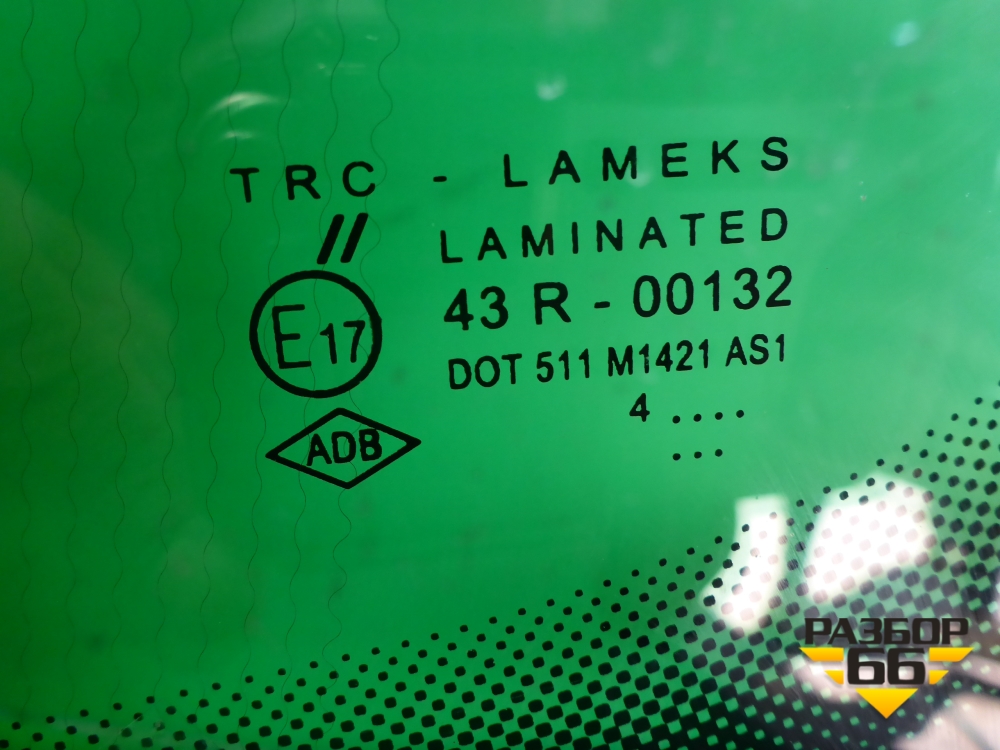 TRC - LAMEKS
//
LAMINATED
E17
43 R - 00132
DOT 511 M1421 AS1
4 ....
...
ADB
РАЗБОР
66